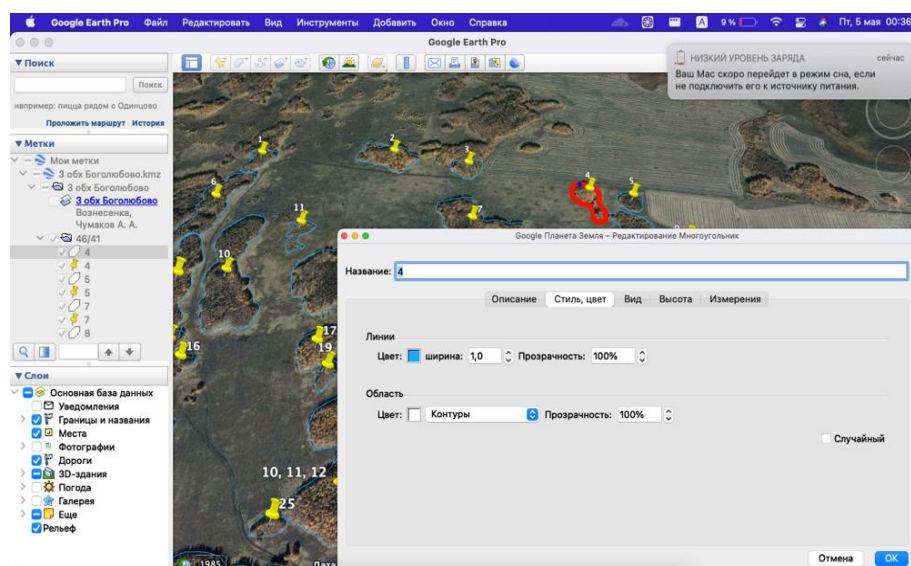 Google Earth Pro Файл Редактировать Вид Инструменты Добавить Окно Справка A 9 % Пт, 5 мая 00:36
Google Earth Pro
НИЗКИЙ УРОВЕНЬ ЗАРЯДА сейчас
Ваш Mac скоро перейдет в режим сна, если
не подключить его к источнику питания.
Поиск
Поиск
например: пицца рядом с Одинцово
Проложить маршрут История
Метки
Мои метки
3 обх Боголюбово.kmz
3 обх Боголюбово
3 обх Боголюбово
Вознесенка,
Чумаков А. А.
46/41
4
4
5
5
7
7
8
Слои
Основная база данных
Уведомления
Границы и названия
Места
Фотографии
Дороги
3D-здания
Погода
Галерея
Еще
Рельеф
1
2
3
4
5
6
7
11
10
17
16
19
10, 11, 12
25
1985
Дата
Google Планета Земля – Редактирование Многоугольник
Название: 4
Описание Стиль, цвет Вид Высота Измерения
Линии
Цвет: ширина: 1,0 Прозрачность: 100%
Область
Цвет: Контуры Прозрачность: 100%
Случайный
Отмена OK